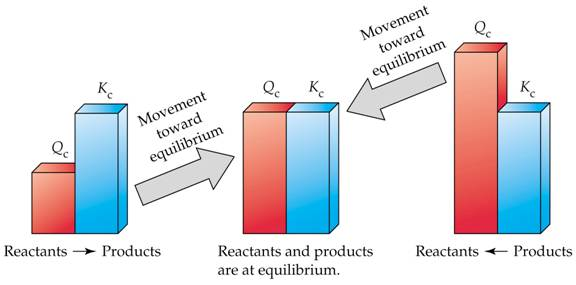 Qc
Kc
Reactants → Products
Movement
toward
equilibrium
Qc
Kc
Reactants and products
are at equilibrium.
Movement
toward
equilibrium
Qc
Kc
Reactants ← Products